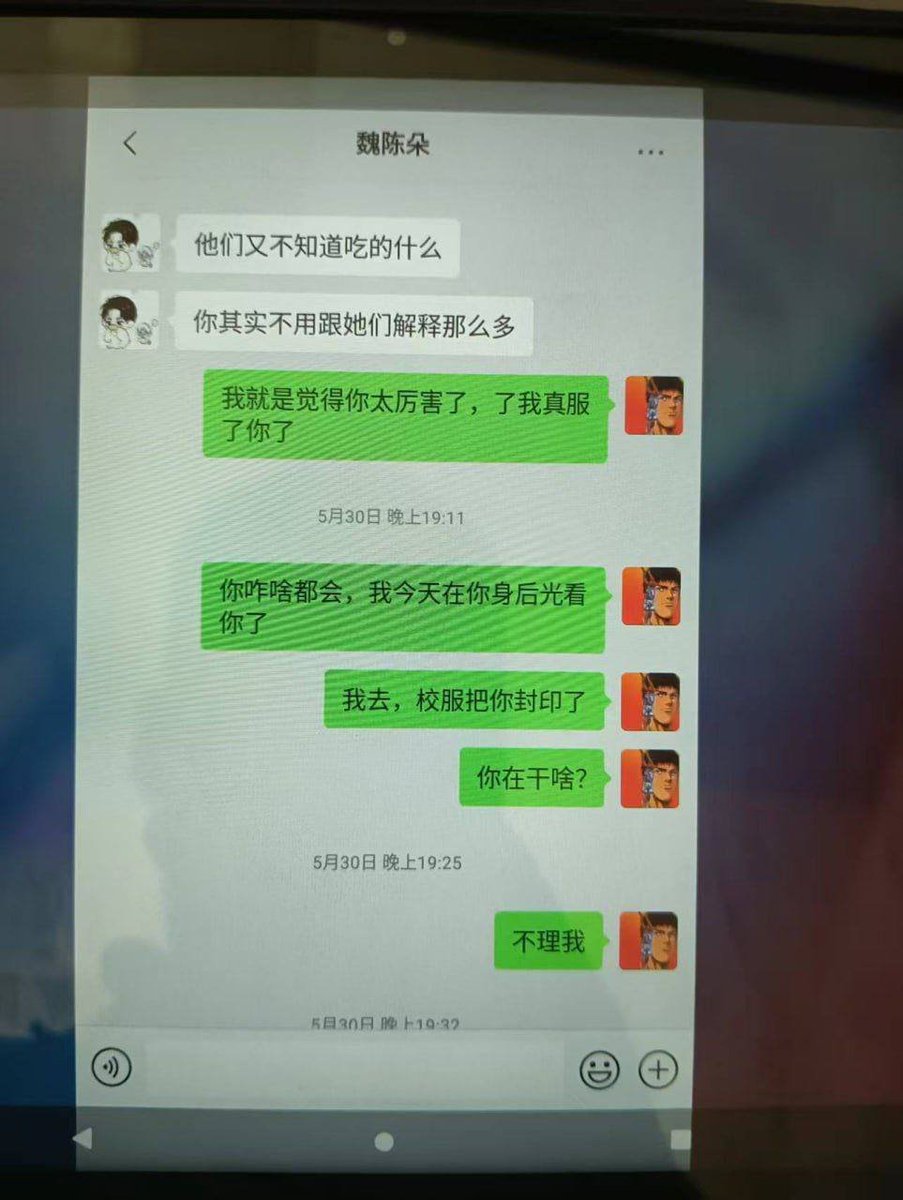 魏陈朵
他们又不知道吃的什么
你其实不用跟她们解释那么多
我就是觉得你太厉害了，了我真服
了你了
5月30日 晚上19:11
你咋啥都会，我今天在你身后光看
你了
我去，校服把你封印了
你在干啥？
5月30日 晚上19:25
不理我
5月30日 晚上19:32